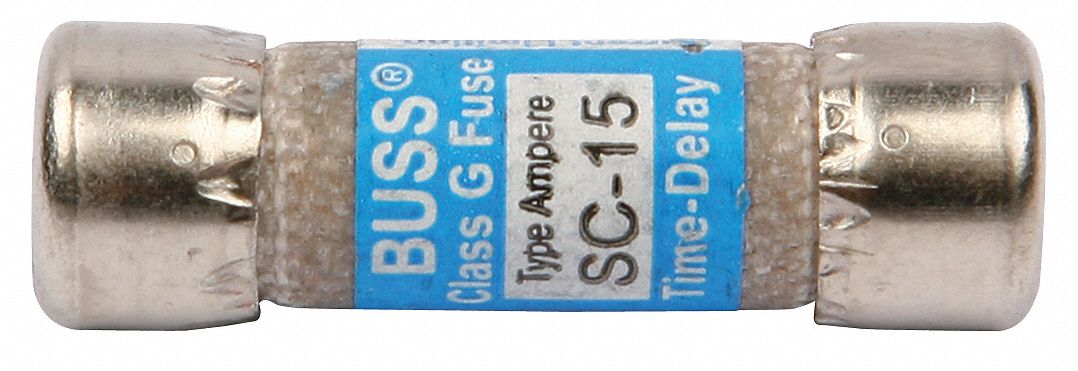 BUSS®
Class G Fuse
Type Ampere
SC-15
Time-Delay